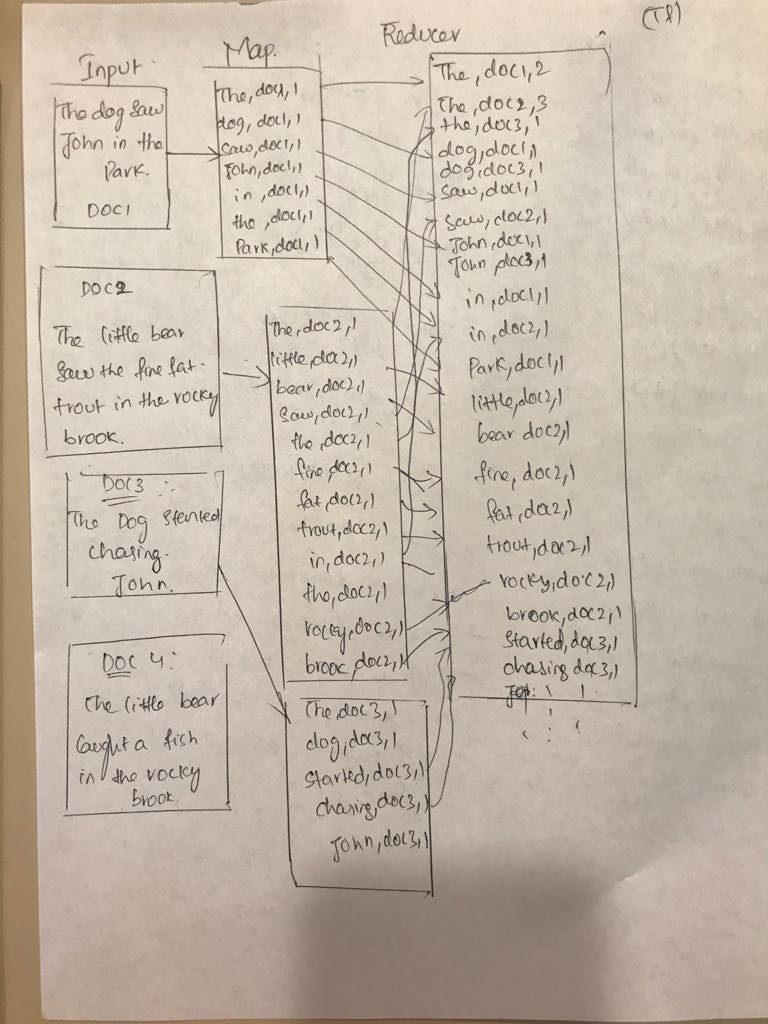 (T8)
Input
The dog saw
John in the
Park.
DOC1
DOC2
The little bear
saw the fine fat
trout in the rocky
brook.
DOC3
The Dog started
chasing.
John.
DOC 4:
The little bear
caught a fish
in the rocky
brook.
Map.
The, doc1, 1
dog, doc1, 1
saw, doc1, 1
John, doc1, 1
in, doc1, 1
the, doc1, 1
Park, doc1, 1
The, doc2, 1
little, doc2, 1
bear, doc2, 1
saw, doc2, 1
the, doc2, 1
fine, doc2, 1
fat, doc2, 1
trout, doc2, 1
in, doc2, 1
the, doc2, 1
rocky, doc2, 1
brook, doc2, 1
The doc3, 1
dog, doc3, 1
started, doc3, 1
chasing, doc3, 1
John, doc3, 1
Reducer
The, doc1, 2
The, doc2, 3
the, doc3, 1
dog, doc1, 1
dog, doc3, 1
saw, doc1, 1
saw, doc2, 1
John, doc1, 1
John, doc3, 1
in, doc1, 1
in, doc2, 1
Park, doc1, 1
little, doc2, 1
bear doc2, 1
fine, doc2, 1
fat, doc2, 1
trout, doc2, 1
rocky, doc2, 1
brook, doc2, 1
started, doc3, 1
chasing doc3, 1